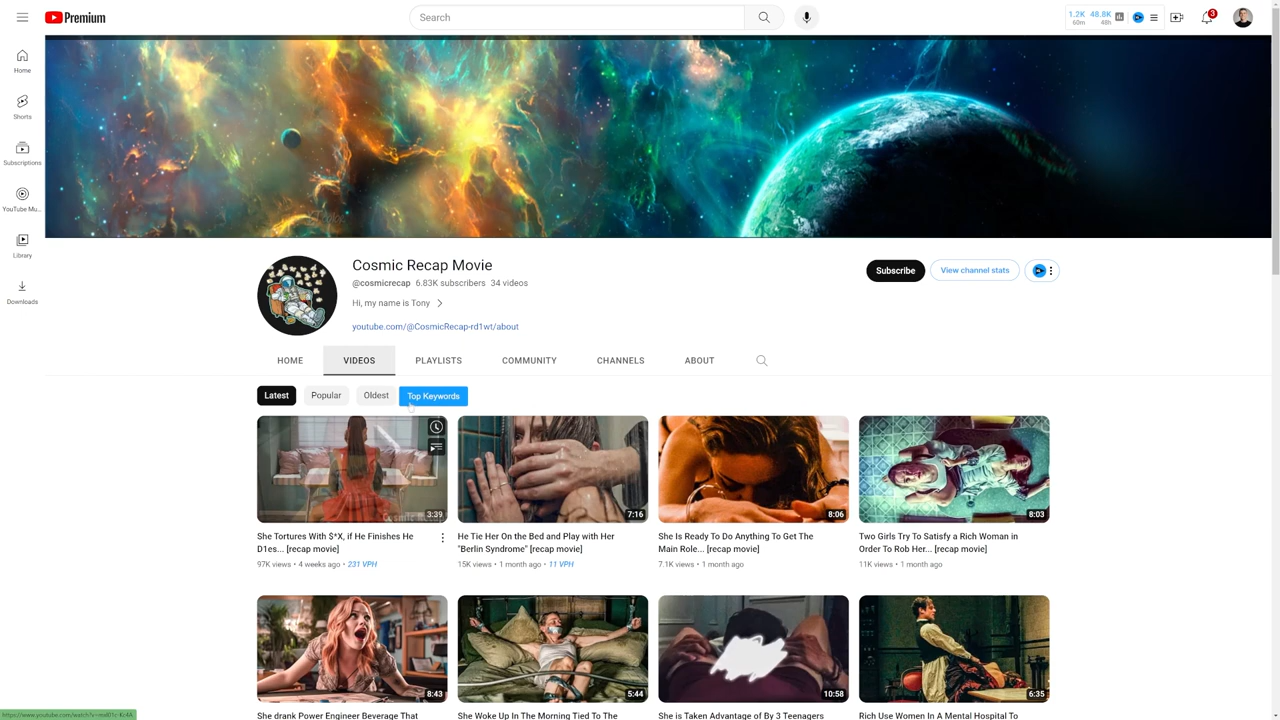 Premium
Search
1.2K 48.8K
60m 48h
3
Home
Shorts
Subscriptions
YouTube Mu...
Library
Downloads
Cosmic Recap Movie
@cosmicrecap 6.83K subscribers 34 videos
Hi, my name is Tony
youtube.com/@CosmicRecap-rd1wt/about
Subscribe
View channel stats
HOME VIDEOS PLAYLISTS COMMUNITY CHANNELS ABOUT
Latest Popular Oldest Top Keywords
3:39
She Tortures With $*X, if He Finishes He
D1es... [recap movie]
97K views • 4 weeks ago • 231 VPH
7:16
He Tie Her On the Bed and Play with Her
"Berlin Syndrome" [recap movie]
15K views • 1 month ago • 11 VPH
8:06
She Is Ready To Do Anything To Get The
Main Role... [recap movie]
7.1K views • 1 month ago
8:03
Two Girls Try To Satisfy a Rich Woman in
Order To Rob Her... [recap movie]
11K views • 1 month ago
8:43
She drank Power Engineer Beverage That
5:44
She Woke Up In The Morning Tied To The
10:58
She is Taken Advantage of By 3 Teenagers
6:35
Rich Use Women In A Mental Hospital To